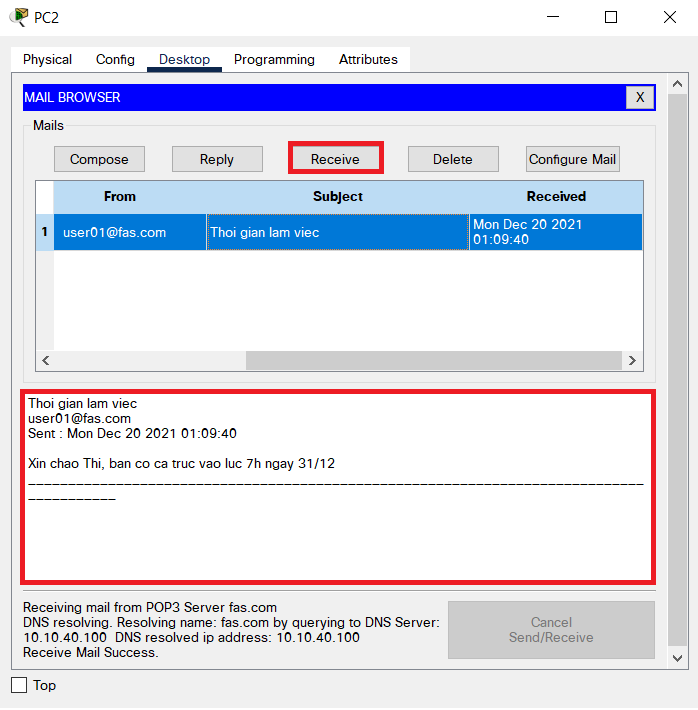 PC2
Physical Config Desktop Programming Attributes
MAIL BROWSER X
Mails
Compose Reply Receive Delete Configure Mail
From Subject Received
1 user01@fas.com Thoi gian lam viec Mon Dec 20 2021
01:09:40
Thoi gian lam viec
user01@fas.com
Sent : Mon Dec 20 2021 01:09:40
Xin chao Thi, ban co ca truc vao luc 7h ngay 31/12
Receiving mail from POP3 Server fas.com
DNS resolving. Resolving name: fas.com by querying to DNS Server:
10.10.40.100  DNS resolved ip address: 10.10.40.100
Receive Mail Success.
Cancel
Send/Receive
Top